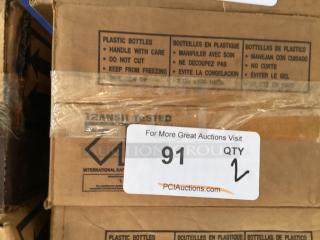 PLASTIC BOTTLES
• HANDLE WITH CARE
• DO NOT CUT
• KEEP FROM FREEZING
BOUTEILLES EN PLASTIQUE
• MANIPULER AVEC SOIN
• NE DECOUPEZ PAS
• EVITE LA CONGELACION
BOTELLAS DE PLASTICO
• MANEJAN CON CUIDADO
• NO CORTE
• EVITER LE GEL
TRANSIT TESTED
INTERNATIONAL SAFE
For More Great Auctions Visit
91
QTY
2
PCIAuctions.com
PLASTIC BOTTLES
BOUTEILLES EN PLASTIQUE
BOTELLAS DE PLASTICO